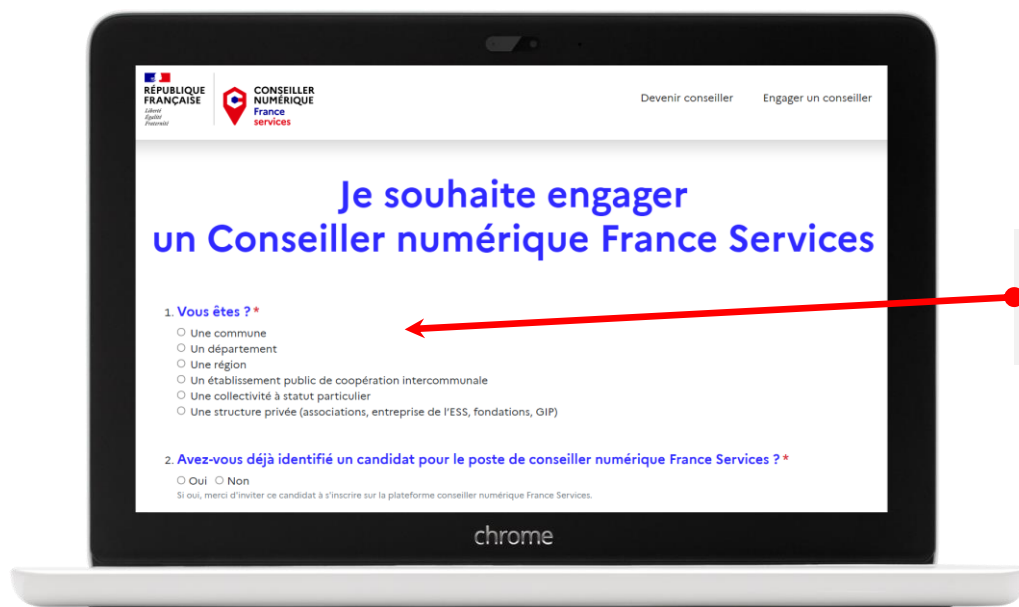 RÉPUBLIQUE
FRANÇAISE
Liberté
Égalité
Fraternité
CONSEILLER
NUMÉRIQUE
France
services
Devenir conseiller
Engager un conseiller
Je souhaite engager
un Conseiller numérique France Services
1. Vous êtes ? *
Une commune
Un département
Une région
Un établissement public de coopération intercommunale
Une collectivité à statut particulier
Une structure privée (associations, entreprise de l'ESS, fondations, GIP)
2. Avez-vous déjà identifié un candidat pour le poste de conseiller numérique France Services ? *
Oui Non
Si oui, merci d'inviter ce candidat à s'inscrire sur la plateforme conseiller numérique France Services.
chrome